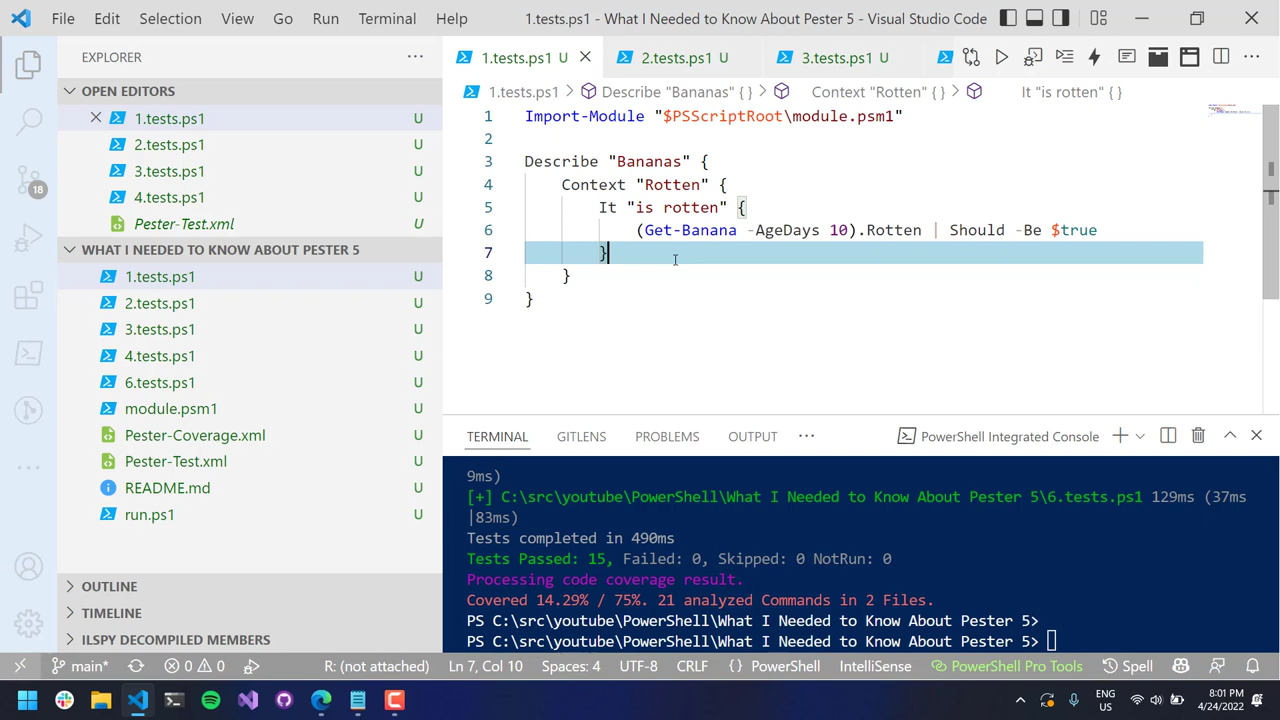 File Edit Selection View Go Run Terminal Help 1.tests.ps1 - What I Needed to Know About Pester 5 - Visual Studio Code
EXPLORER
1.tests.ps1 U
2.tests.ps1 U
3.tests.ps1 U
OPEN EDITORS
1.tests.ps1 U
2.tests.ps1 U
3.tests.ps1 U
4.tests.ps1 U
Pester-Test.xml U
WHAT I NEEDED TO KNOW ABOUT PESTER 5
1.tests.ps1 U
2.tests.ps1 U
3.tests.ps1 U
4.tests.ps1 U
6.tests.ps1 U
module.psm1 U
Pester-Coverage.xml U
Pester-Test.xml U
README.md U
run.ps1 U
OUTLINE
TIMELINE
ILSPY DECOMPILED MEMBERS
18
1.tests.ps1 > Describe "Bananas" { } > Context "Rotten" { } > It "is rotten" { }
1 Import-Module "$PSScriptRoot\module.psm1"
2
3 Describe "Bananas" {
4 Context "Rotten" {
5 It "is rotten" {
6 (Get-Banana -AgeDays 10).Rotten | Should -Be $true
7 }
8 }
9 }
TERMINAL GITLENS PROBLEMS OUTPUT ··· PowerShell Integrated Console
9ms)
[+] C:\src\youtube\PowerShell\What I Needed to Know About Pester 5\6.tests.ps1 129ms (37ms
|83ms)
Tests completed in 490ms
Tests Passed: 15, Failed: 0, Skipped: 0 NotRun: 0
Processing code coverage result.
Covered 14.29% / 75%. 21 analyzed Commands in 2 Files.
PS C:\src\youtube\PowerShell\What I Needed to Know About Pester 5>
PS C:\src\youtube\PowerShell\What I Needed to Know About Pester 5>
main* 0 0 R: (not attached) Ln 7, Col 10 Spaces: 4 UTF-8 CRLF { } PowerShell IntelliSense PowerShell Pro Tools Spell
ENG
US
8:01 PM
4/24/2022